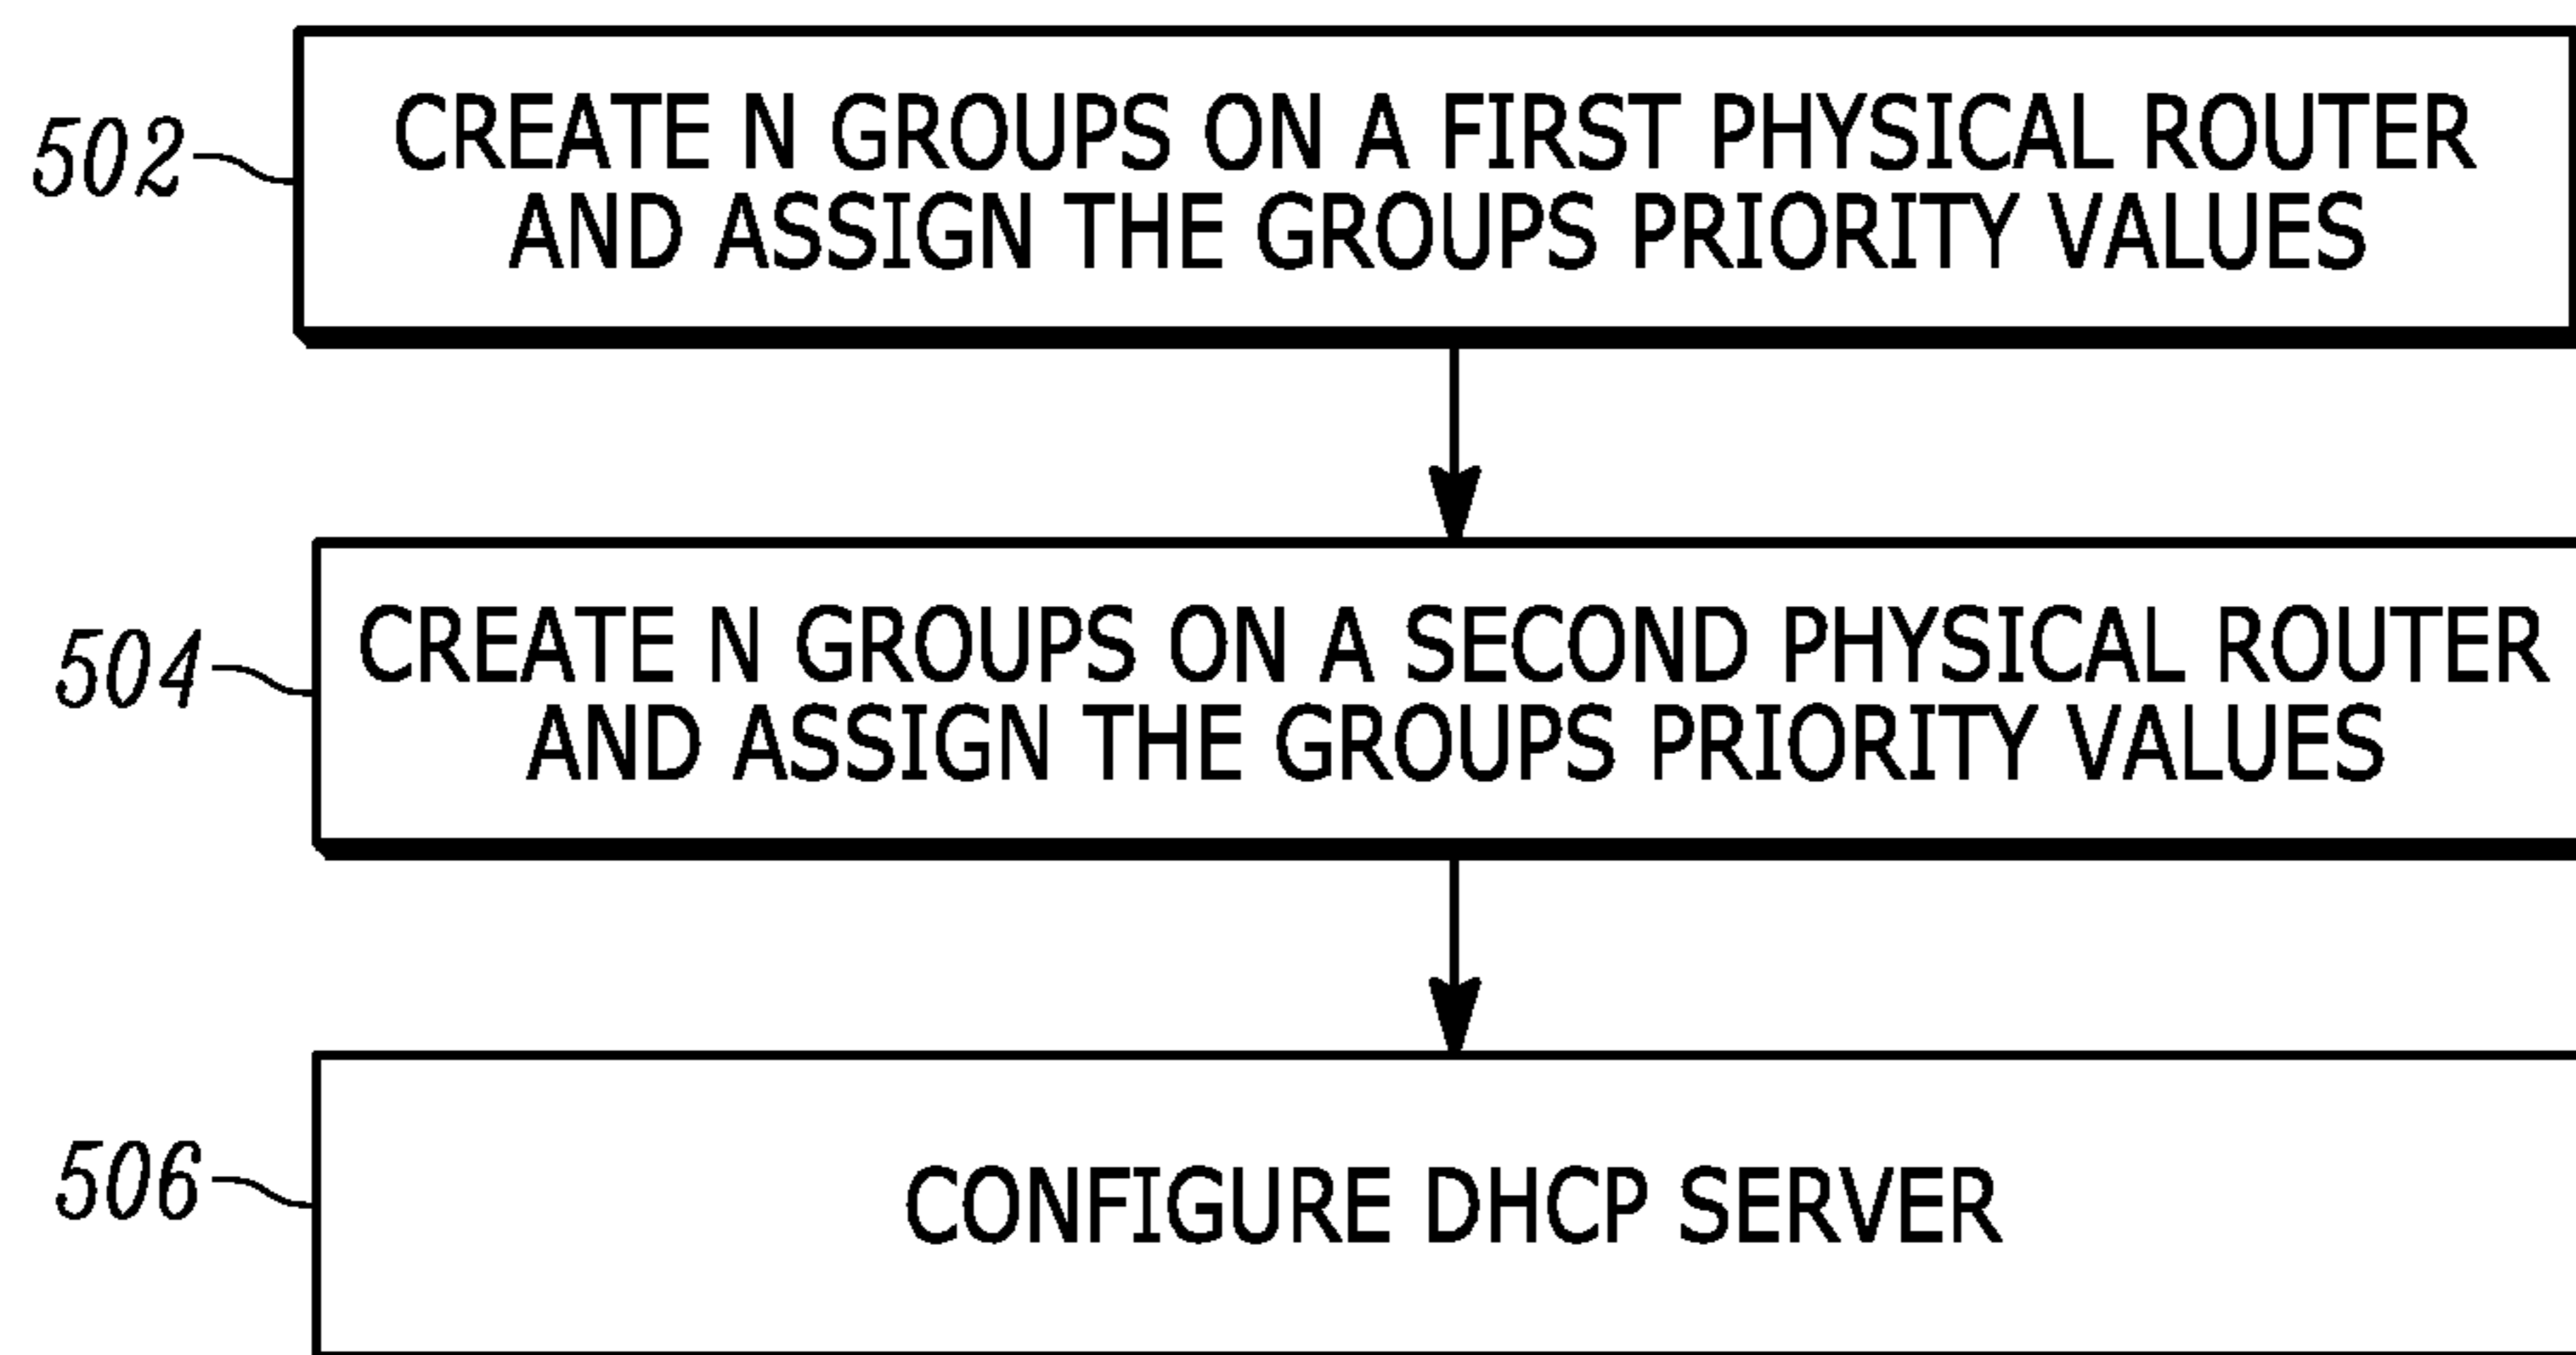 502
CREATE N GROUPS ON A FIRST PHYSICAL ROUTER
AND ASSIGN THE GROUPS PRIORITY VALUES
504
CREATE N GROUPS ON A SECOND PHYSICAL ROUTER
AND ASSIGN THE GROUPS PRIORITY VALUES
506
CONFIGURE DHCP SERVER